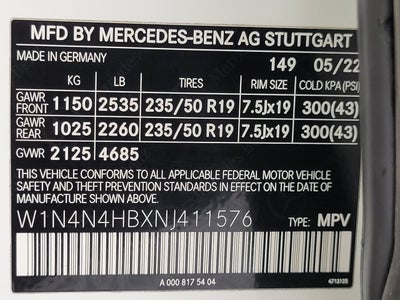 MFD BY MERCEDES-BENZ AG STUTTGART
MADE IN GERMANY 149 05/22
KG LB TIRES RIM SIZE COLD KPA (PSI)
GAWR FRONT 1150 2535 235/50 R19 7.5Jx19 300(43)
GAWR REAR 1025 2260 235/50 R19 7.5Jx19 300(43)
GVWR 2125 4685
THIS VEHICLE CONFORMS TO ALL APPLICABLE FEDERAL MOTOR VEHICLE
SAFETY, BUMPER, AND THEFT PREVENTION STANDARDS IN EFFECT ON THE DATE
OF MANUFACTURE SHOWN ABOVE.
W1N4N4HBXNJ411576 TYPE: MPV
A 000 817 54 04 4712125